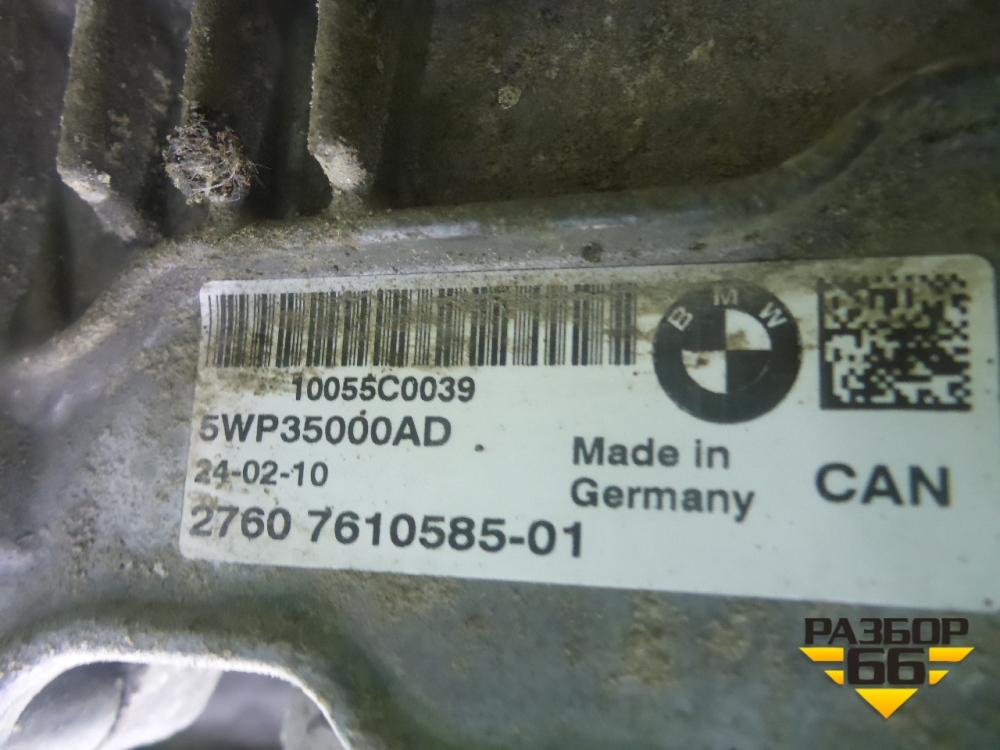 10055C0039
BMW
5WP35000AD
24-02-10
Made in
Germany
CAN
2760 7610585-01
РАЗБОР
66